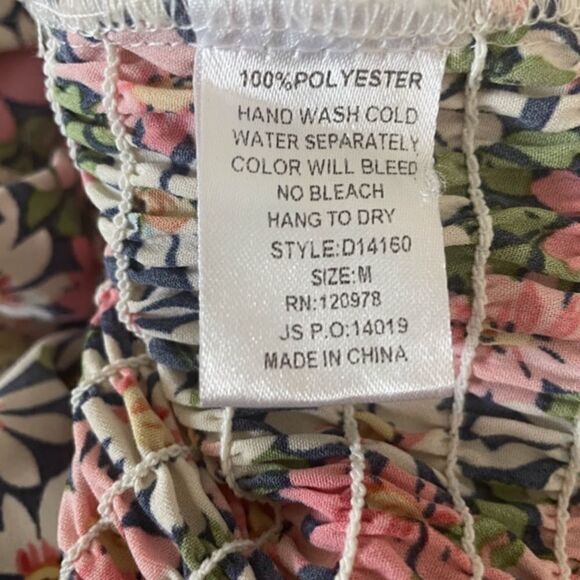 100%POLYESTER
HAND WASH COLD
WATER SEPARATELY
COLOR WILL BLEED
NO BLEACH
HANG TO DRY
STYLE:D14160
SIZE:M
RN:120978
JS P.O:14019
MADE IN CHINA